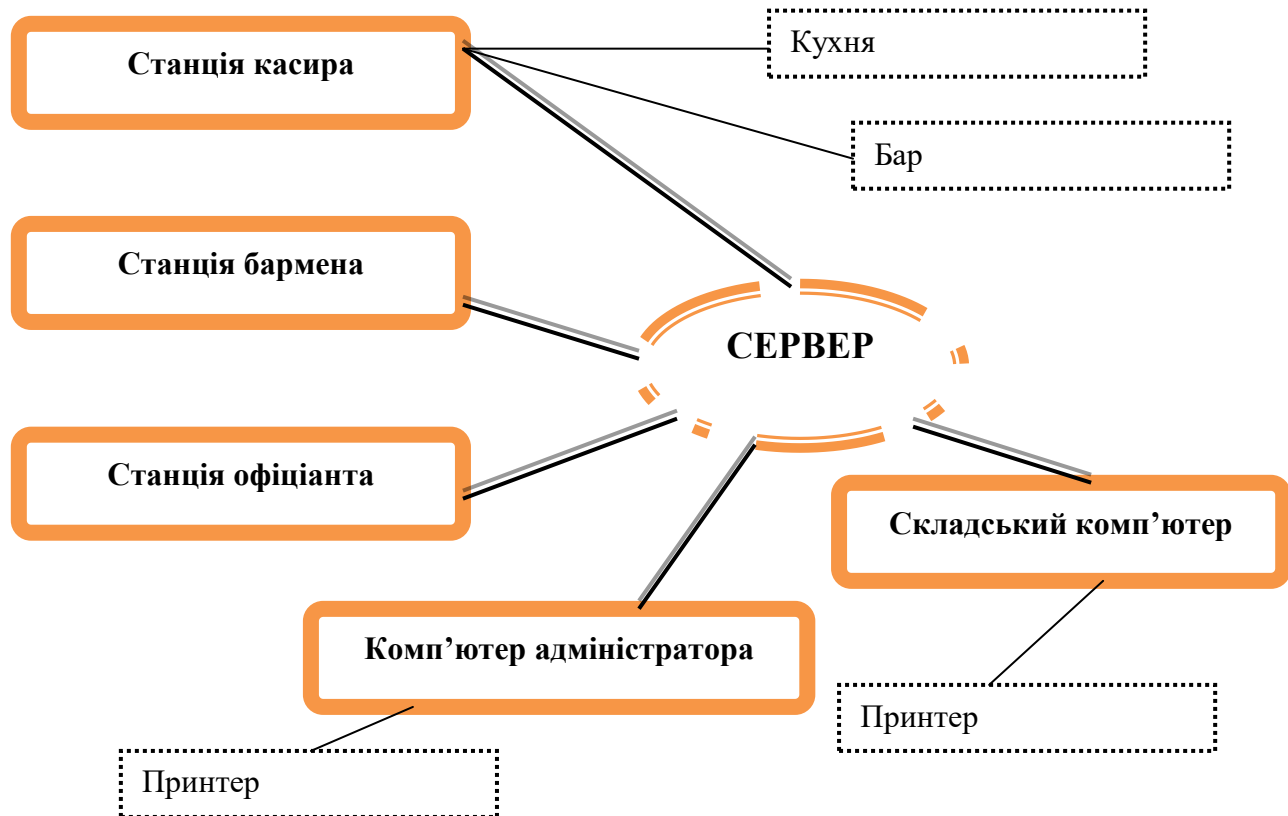 Станція касира
Кухня
Бар
Станція бармена
СЕРВЕР
Станція офіціанта
Складський комп’ютер
Комп’ютер адміністратора
Принтер
Принтер